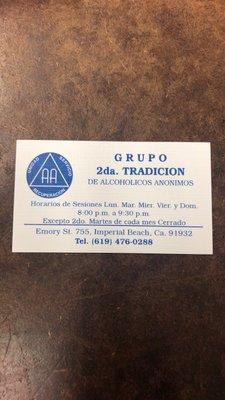 UNIDAD SERVICIO
AA
RECUPERACION
GRUPO
2da. TRADICION
DE ALCOHOLICOS ANONIMOS
Horarios de Sesiones Lun. Mar. Mier. Vier. y Dom.
8:00 p.m. a 9:30 p.m.
Excepto 2do. Martes de cada mes Cerrado
Emory St. 755, Imperial Beach, Ca. 91932
Tel. (619) 476-0288